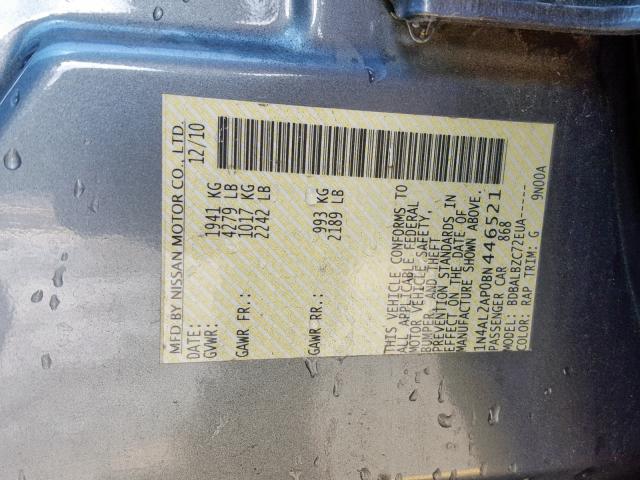 MFD BY NISSAN MOTOR CO., LTD.
DATE: 12/10
GVWR: 1941 KG
4279 LB
GAWR FR.: 1017 KG
2242 LB
GAWR RR.: 993 KG
2189 LB
THIS VEHICLE CONFORMS TO
ALL APPLICABLE FEDERAL
MOTOR VEHICLE SAFETY,
BUMPER, AND THEFT
PREVENTION STANDARDS IN
EFFECT ON THE DATE OF
MANUFACTURE SHOWN ABOVE.
1N4AL2AP0BN446521
PASSENGER CAR 868
MODEL: BDBALBZC72EUA-----
COLOR: RAP TRIM: G 9N00A